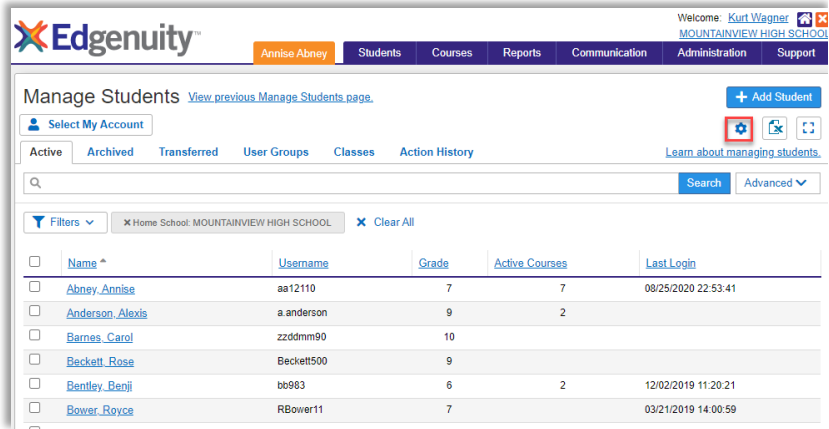 Welcome: Kurt Wagner
Edgenuity™
MOUNTAINVIEW HIGH SCHOOL
Annise Abney Students Courses Reports Communication Administration Support
Manage Students View previous Manage Students page. + Add Student
Select My Account
Active Archived Transferred User Groups Classes Action History Learn about managing students.
Search Advanced
Filters × Home School: MOUNTAINVIEW HIGH SCHOOL × Clear All
Name Username Grade Active Courses Last Login
Abney, Annise aa12110 7 7 08/25/2020 22:53:41
Anderson, Alexis a.anderson 9 2
Barnes, Carol zzddmm90 10
Beckett, Rose Beckett500 9
Bentley, Benji bb983 6 2 12/02/2019 11:20:21
Bower, Royce RBower11 7 03/21/2019 14:00:59